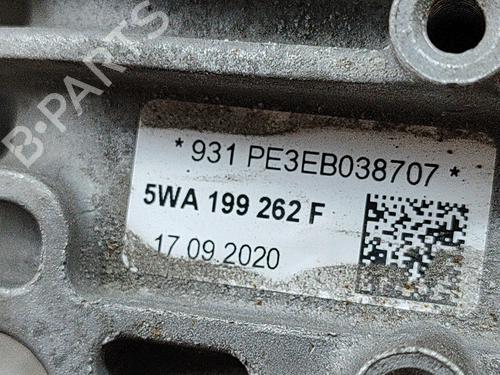 B-PARTS
* 931 PE3EB038707 *
5WA 199 262 F
17.09.2020